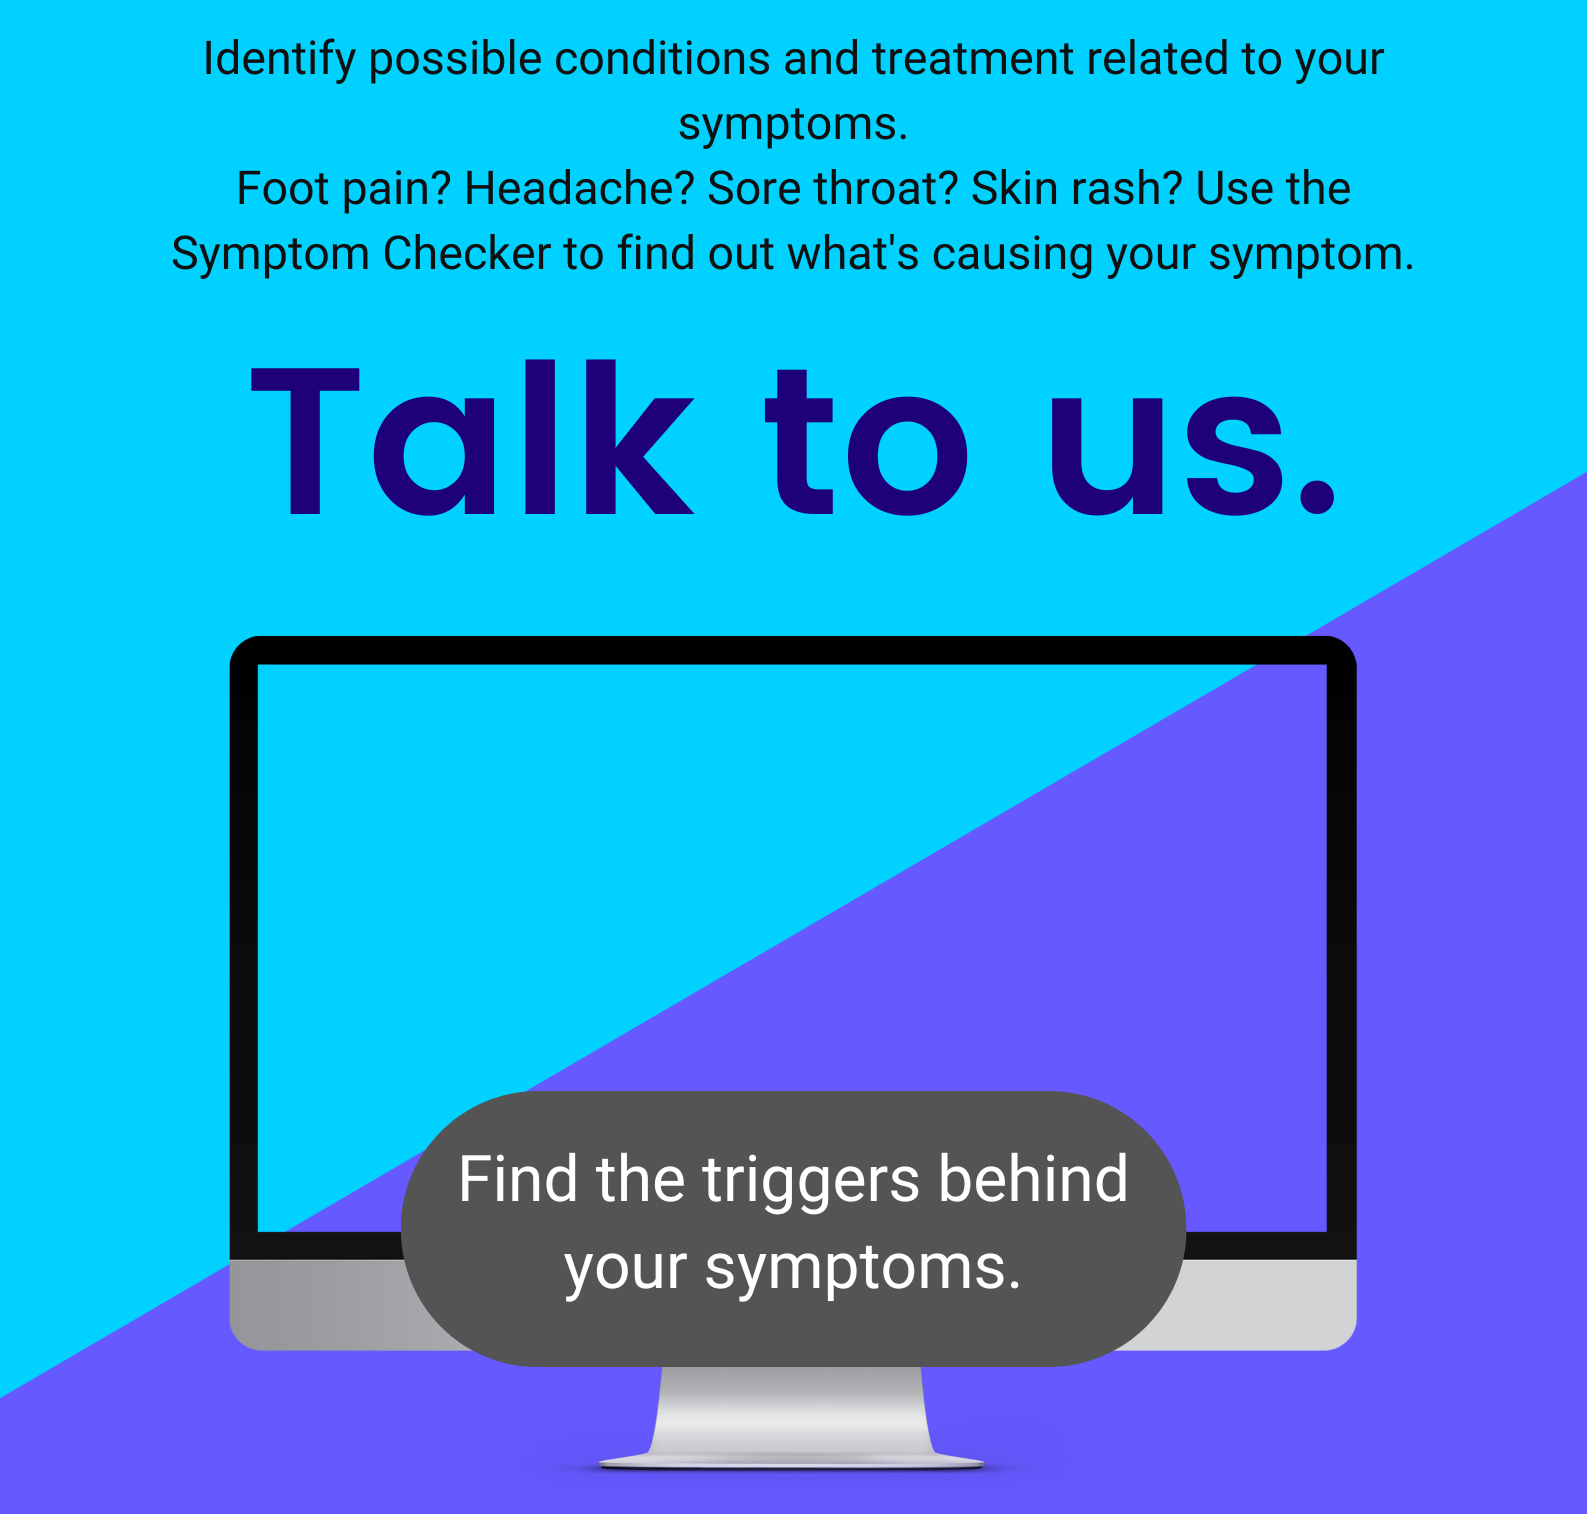 Identify possible conditions and treatment related to your
symptoms.
Foot pain? Headache? Sore throat? Skin rash? Use the
Symptom Checker to find out what's causing your symptom.
Talk to us.
Find the triggers behind
your symptoms.